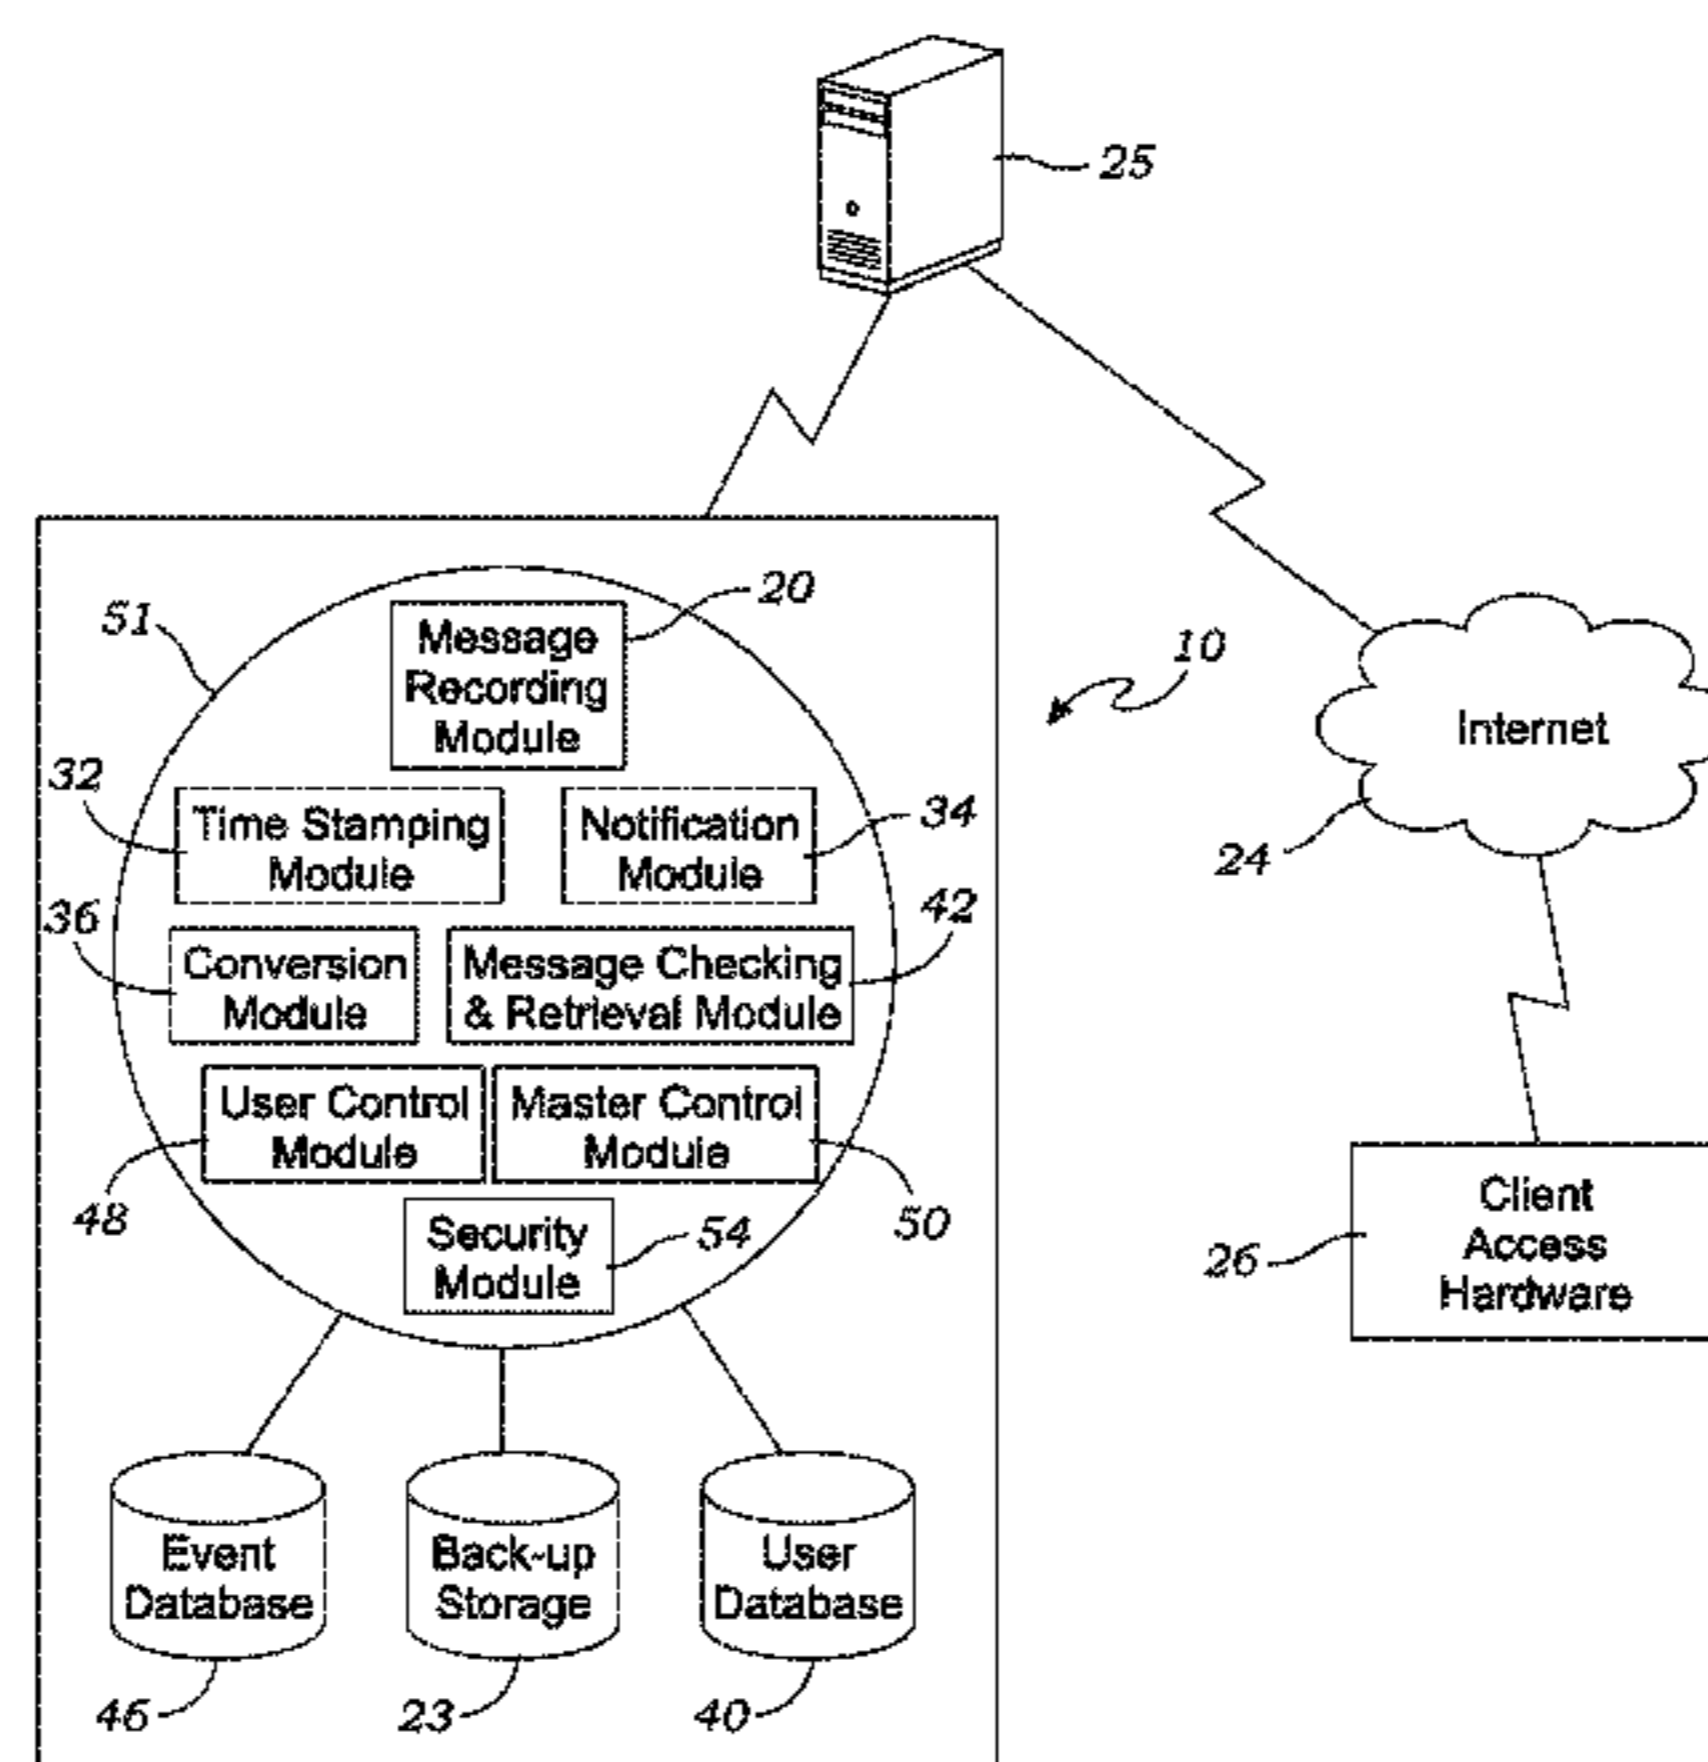 25
20
51
Message
Recording
Module
10
Internet
32
Time Stamping
Module
Notification
Module
34
24
36
Conversion
Module
Message Checking
& Retrieval Module
42
User Control
Module
Master Control
Module
48
50
Security
Module
54
Client
Access
Hardware
26
Event
Database
Back-up
Storage
User
Database
46
23
40